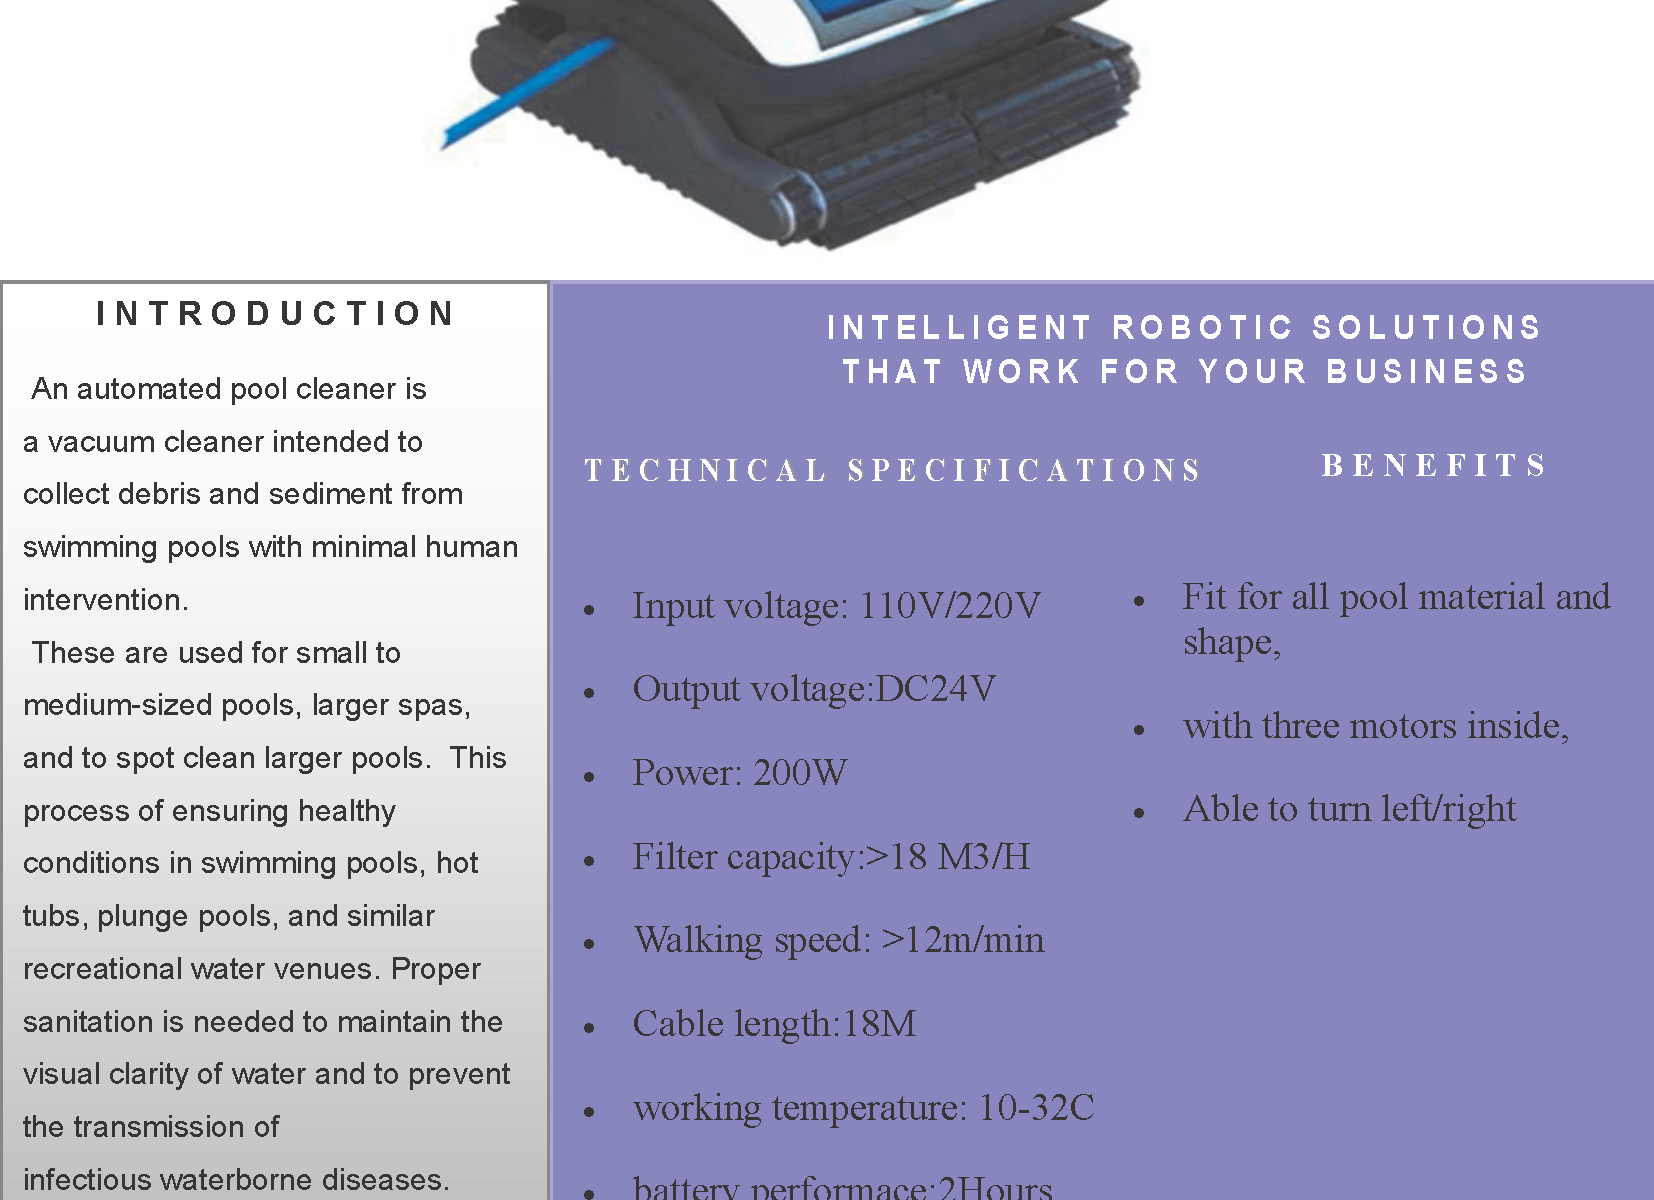 INTRODUCTION
An automated pool cleaner is
a vacuum cleaner intended to
collect debris and sediment from
swimming pools with minimal human
intervention.
These are used for small to
medium-sized pools, larger spas,
and to spot clean larger pools. This
process of ensuring healthy
conditions in swimming pools, hot
tubs, plunge pools, and similar
recreational water venues. Proper
sanitation is needed to maintain the
visual clarity of water and to prevent
the transmission of
infectious waterborne diseases.
INTELLIGENT ROBOTIC SOLUTIONS
THAT WORK FOR YOUR BUSINESS
TECHNICAL SPECIFICATIONS
• Input voltage: 110V/220V
• Output voltage:DC24V
• Power: 200W
• Filter capacity:>18 M3/H
• Walking speed: >12m/min
• Cable length:18M
• working temperature: 10-32C
• battery performace:2Hours
BENEFITS
• Fit for all pool material and
shape,
• with three motors inside,
• Able to turn left/right